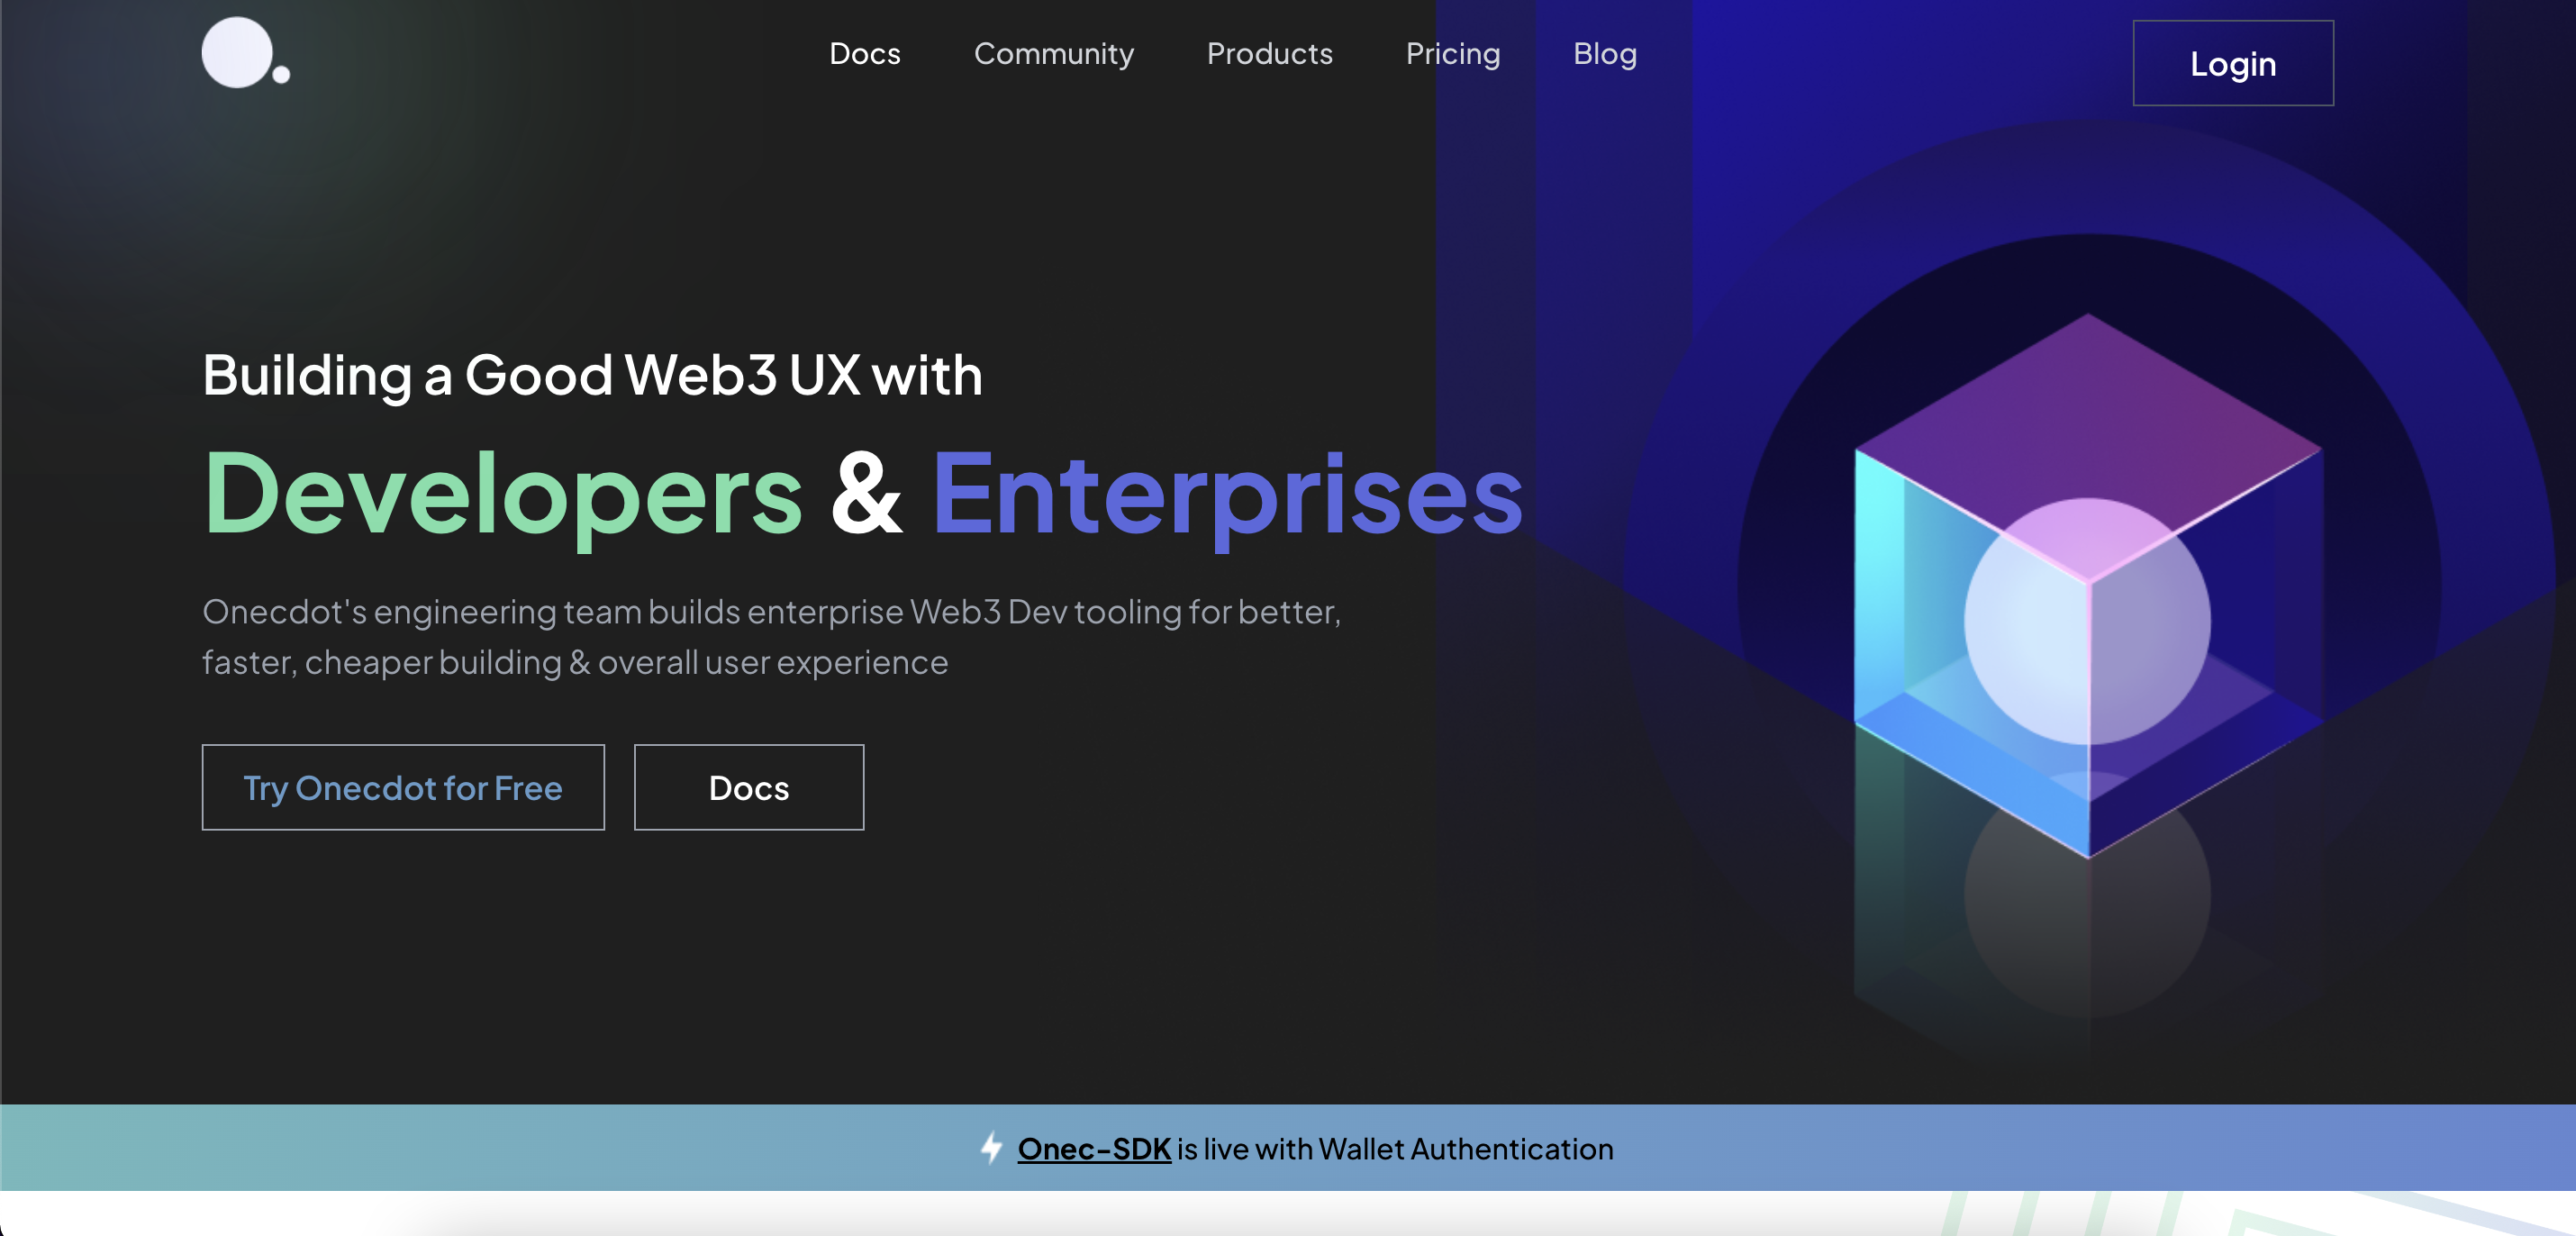 Docs Community Products Pricing Blog Login
Building a Good Web3 UX with
Developers & Enterprises
Onecdot's engineering team builds enterprise Web3 Dev tooling for better,
faster, cheaper building & overall user experience
Try Onecdot for Free Docs
Onec-SDK is live with Wallet Authentication